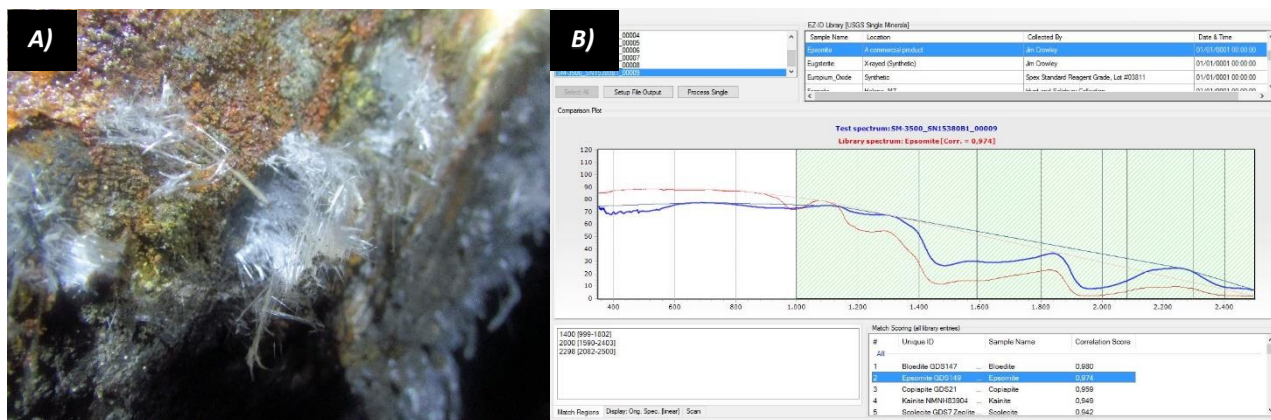 A)
B)
_00004
_00005
_00006
_00007
_00008
SM-3500_SN15380B1_00009
Select All
Setup File Output
Process Single
EZ-ID Library [USGS Single Minerals]
Sample Name Location Collected By Date & Time
Epsomite A commercial product Jim Crowley 01/01/0001 00:00:00
Eugsterite X-rayed (Synthetic) Jim Crowley 01/01/0001 00:00:00
Europium_Oxide Synthetic Spex Standard Reagent Grade, Lot #03811 01/01/0001 00:00:00
Comparison Plot
Test spectrum: SM-3500_SN15380B1_00009
Library spectrum: Epsomite [Corr. = 0,974]
120
110
100
90
80
70
60
50
40
30
20
10
0
400 600 800 1.000 1.200 1.400 1.600 1.800 2.000 2.200 2.400
1400 [999-1802]
2000 [1590-2403]
2298 [2082-2500]
Match Regions Display: Orig. Spec. [linear] Scan
Match Scoring (all library entries)
# Unique ID Sample Name Correlation Score
All
1 Bloedite GDS147 ... Bloedite 0,980
2 Epsomite GDS149 ... Epsomite 0,974
3 Copiapite GDS21 ... Copiapite 0,959
4 Kainite NMNH83904 ... Kainite 0,949
5 Scolecite GDS7 Zeolite ... Scolecite 0,942